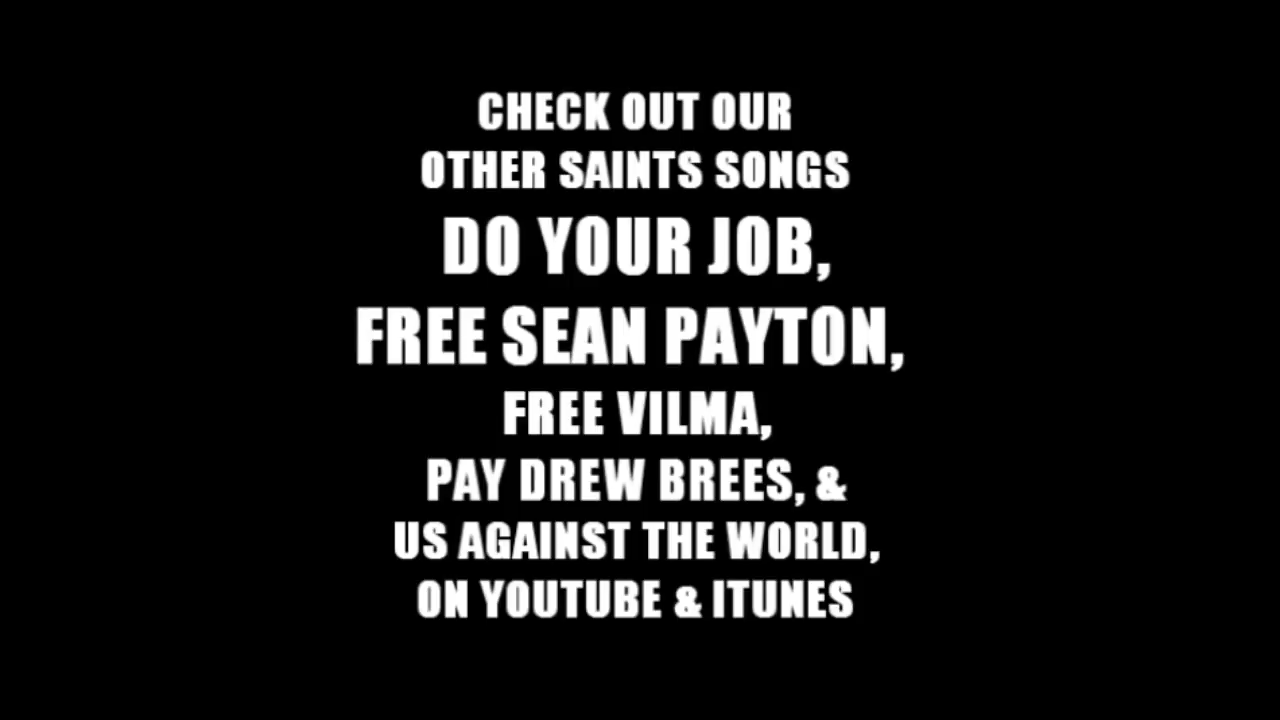 CHECK OUT OUR
OTHER SAINTS SONGS
DO YOUR JOB,
FREE SEAN PAYTON,
FREE VILMA,
PAY DREW BREES, &
US AGAINST THE WORLD,
ON YOUTUBE & ITUNES